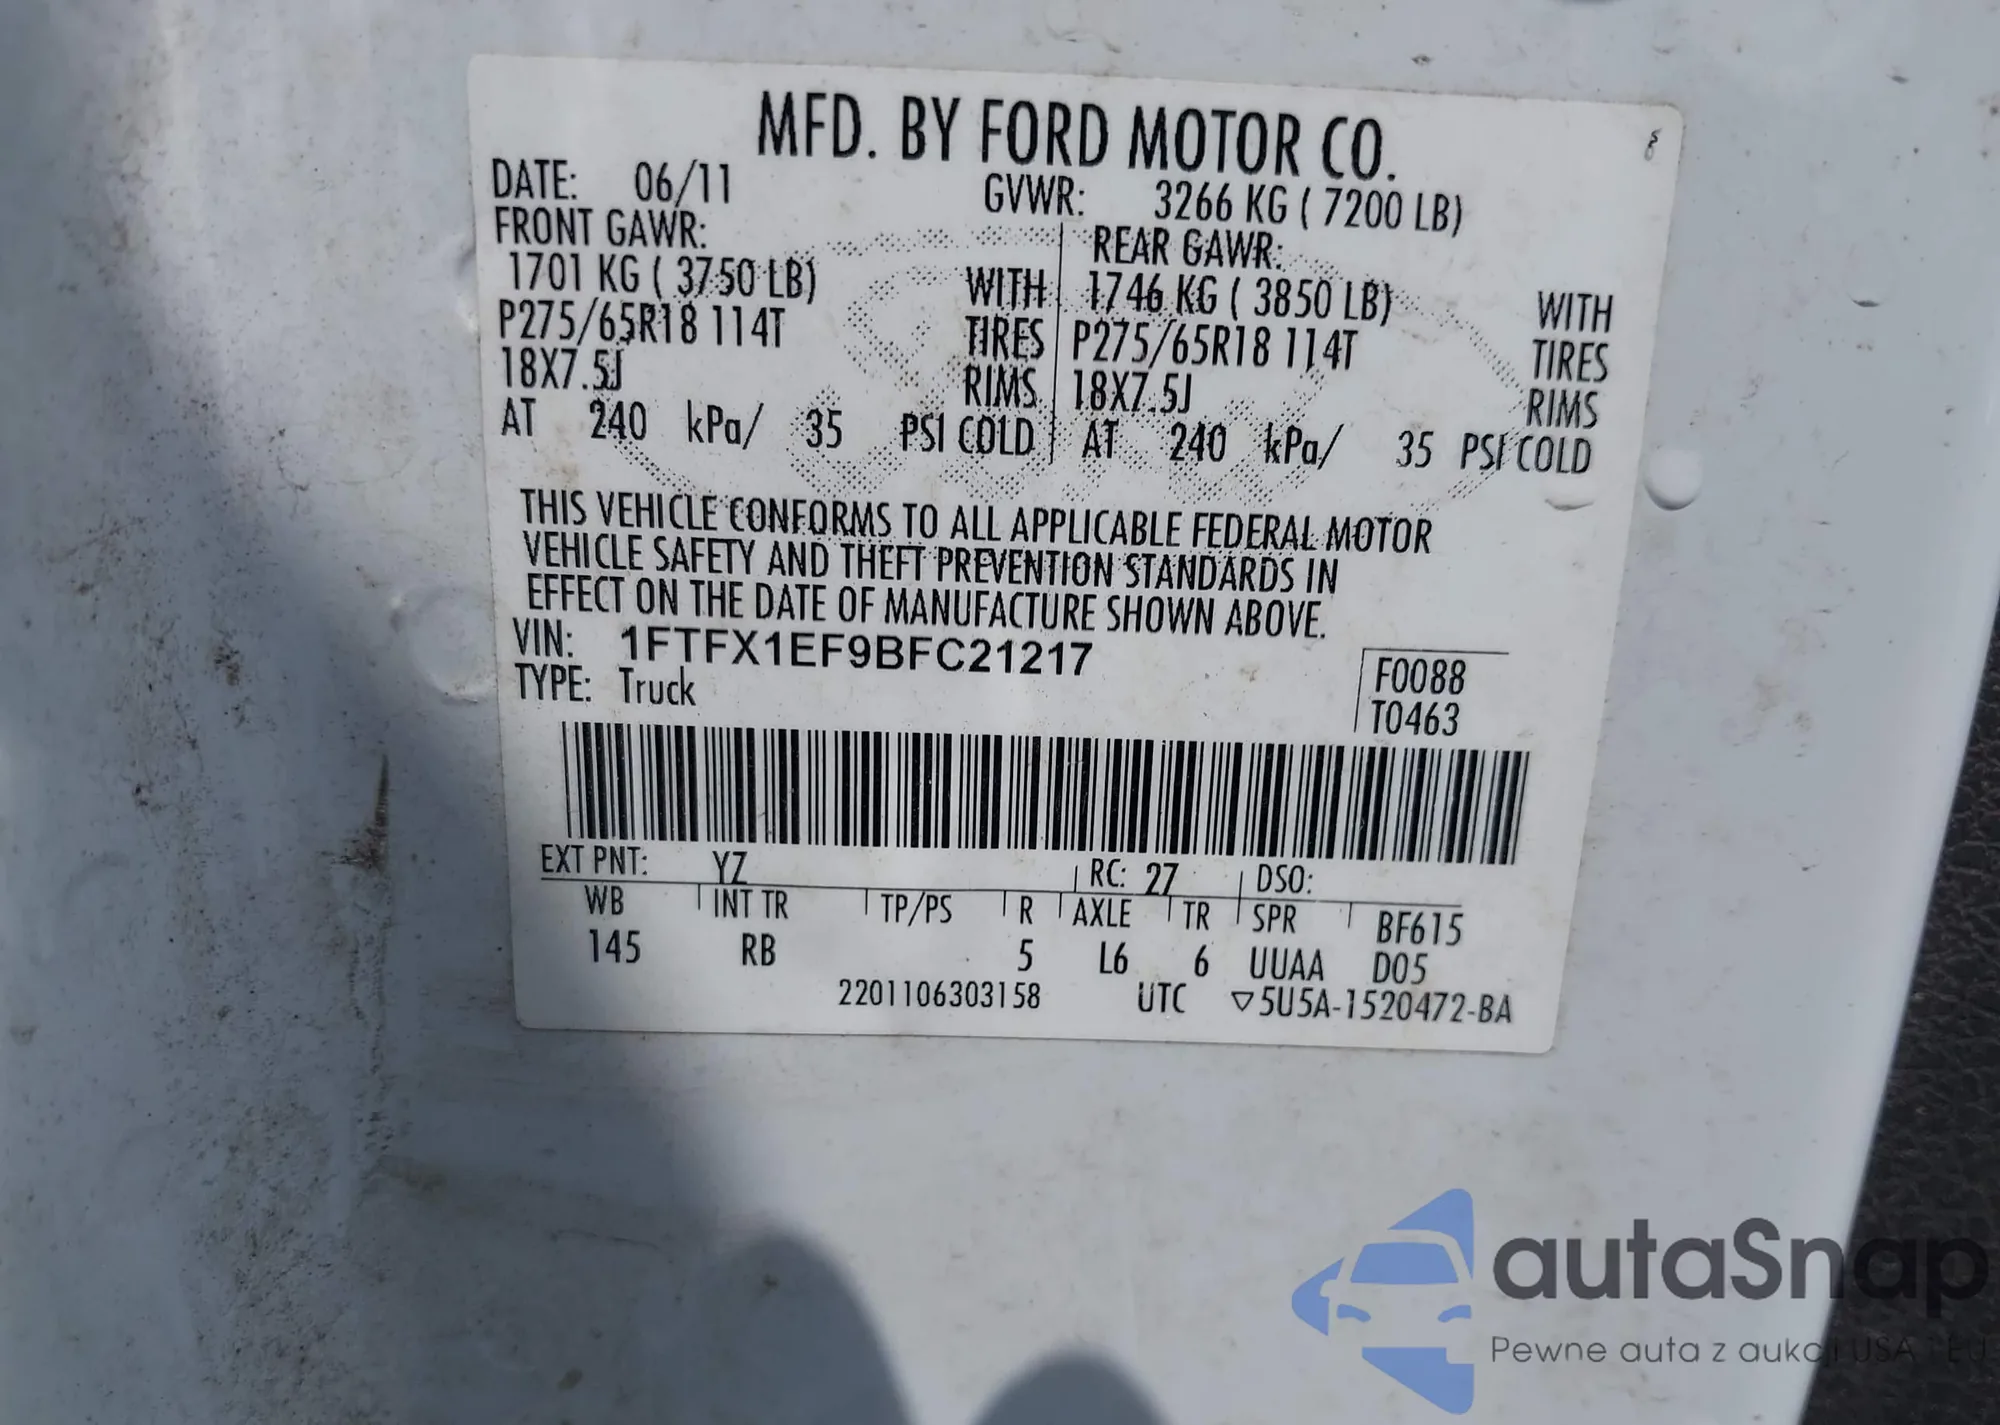 MFD. BY FORD MOTOR CO.
DATE: 06/11 GVWR: 3266 KG ( 7200 LB)
FRONT GAWR: REAR GAWR:
1701 KG ( 3750 LB) WITH 1746 KG ( 3850 LB) WITH
P275/65R18 114T TIRES P275/65R18 114T TIRES
18X7.5J RIMS 18X7.5J RIMS
AT 240 kPa/ 35 PSI COLD AT 240 kPa/ 35 PSI COLD
THIS VEHICLE CONFORMS TO ALL APPLICABLE FEDERAL MOTOR
VEHICLE SAFETY AND THEFT PREVENTION STANDARDS IN
EFFECT ON THE DATE OF MANUFACTURE SHOWN ABOVE.
VIN: 1FTFX1EF9BFC21217
TYPE: Truck
F0088
T0463
EXT PNT: YZ RC: 27 DSO:
WB INT TR TP/PS R AXLE TR SPR BF615
145 RB 5 L6 6 UUAA D05
2201106303158 UTC ▽5U5A-1520472-BA
autaSnap
Pewne auta z aukcji USA i EU